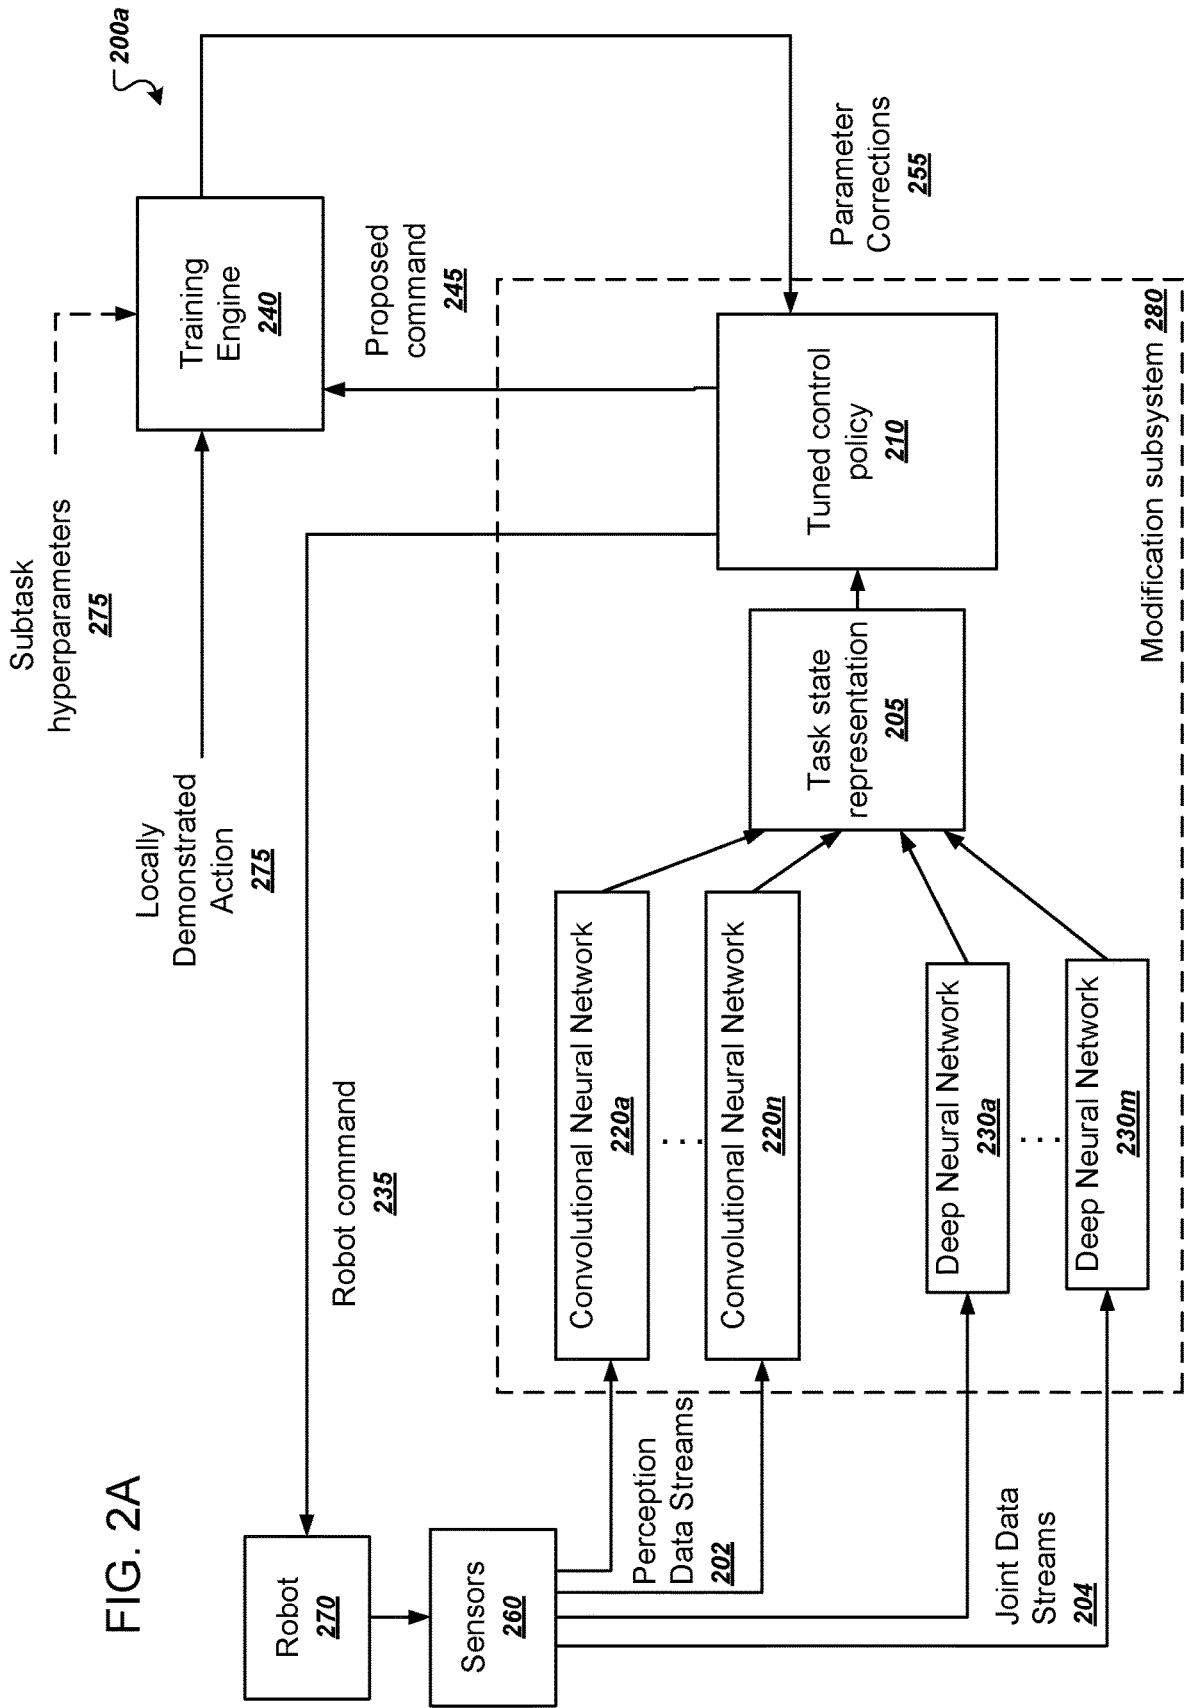 FIG. 2A
200a
Robot
270
Sensors
260
Robot command
235
Locally
Demonstrated
Action
275
Subtask
hyperparameters
275
Training
Engine
240
Proposed
command
245
Parameter
Corrections
255
Perception
Data Streams
202
Joint Data
Streams
204
Convolutional Neural Network
220a
. . .
Convolutional Neural Network
220n
Deep Neural Network
230a
. . .
Deep Neural Network
230m
Task state
representation
205
Tuned control
policy
210
Modification subsystem 280